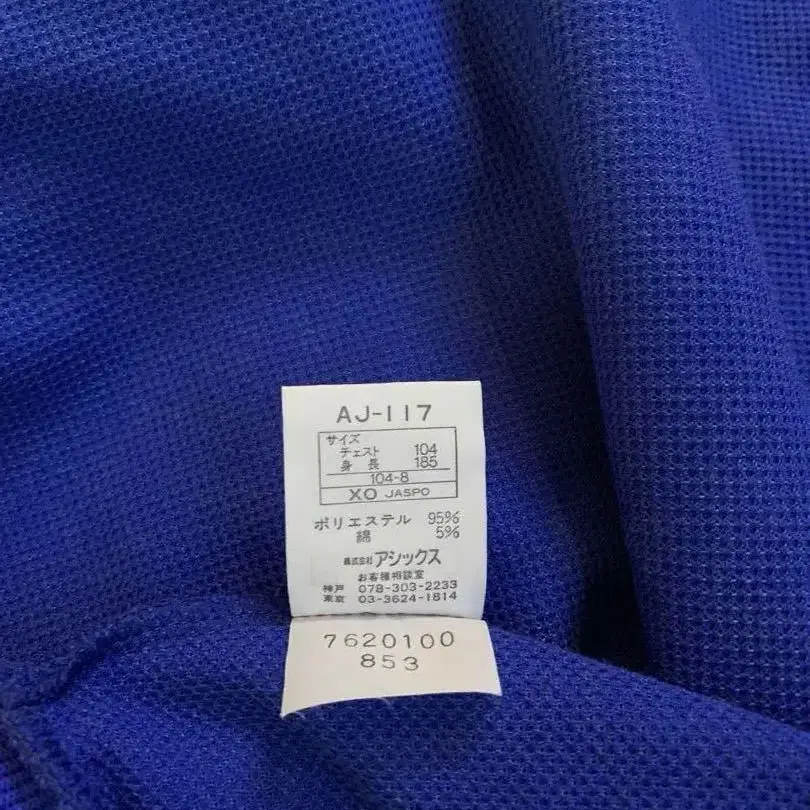 AJ-117
サイズ
チェスト 104
身長 185
104-8
XO JASPO
ポリエステル 95%
綿 5%
株式会社 アシックス
お客様相談室
神戸 078-303-2233
東京 03-3624-1814
7620100
853